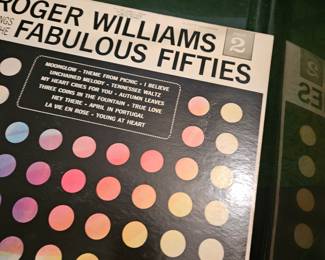 ROGER WILLIAMS
NGS
HE FABULOUS FIFTIES
2
MOONGLOW - THEME FROM PICNIC - I BELIEVE
UNCHAINED MELODY - TENNESSEE WALTZ
MY HEART CRIES FOR YOU - AUTUMN LEAVES
THREE COINS IN THE FOUNTAIN - TRUE LOVE
HEY THERE - APRIL IN PORTUGAL
LA VIE EN ROSE - YOUNG AT HEART